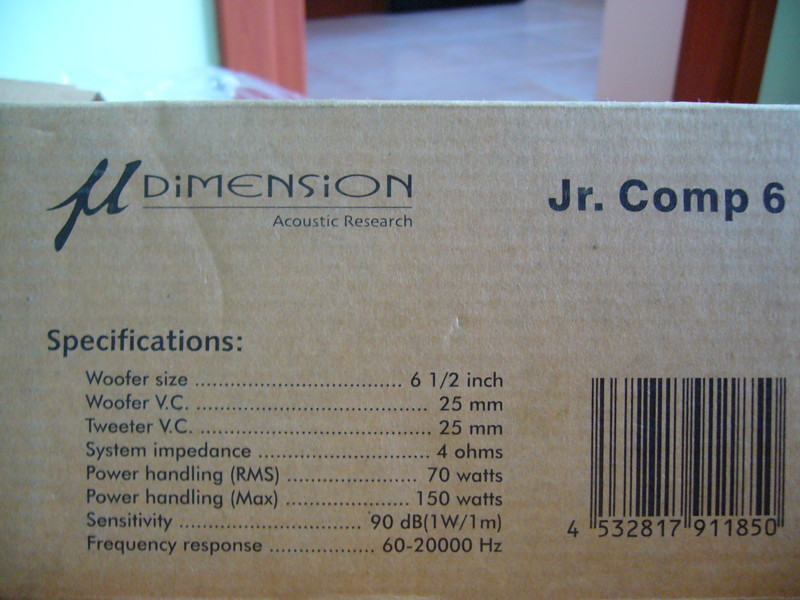 µ DiMENSiON
Acoustic Research
Jr. Comp 6
Specifications:
Woofer size .................................. 6 1/2 inch
Woofer V.C. ...................................... 25 mm
Tweeter V.C. ...................................... 25 mm
System impedance ............................. 4 ohms
Power handling (RMS) ...................... 70 watts
Power handling (Max) ..................... 150 watts
Sensitivity ............................... 90 dB(1W/1m)
Frequency response .................. 60-20000 Hz
4 532817 911850